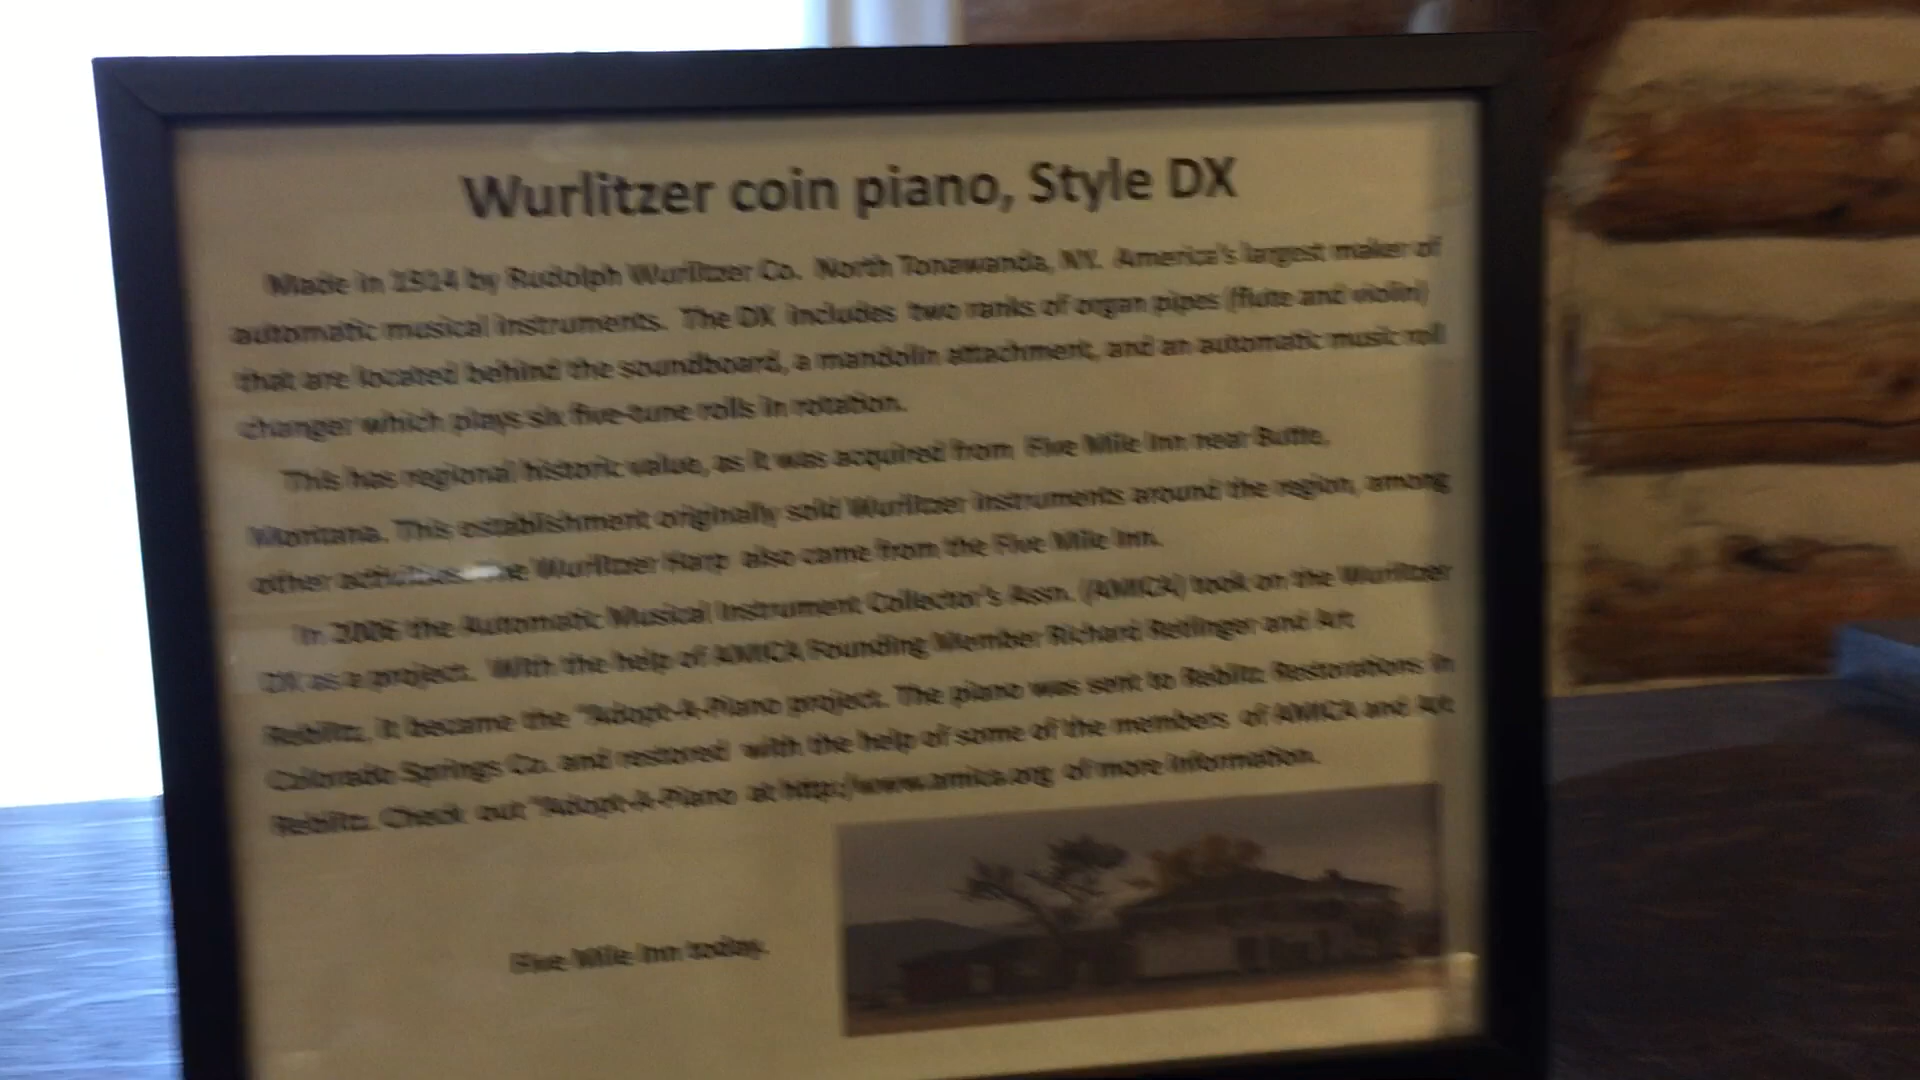 Wurlitzer coin piano, Style DX
Made in 1914 by Rudolph Wurlitzer Co. North Tonawanda, NY. America's largest maker of
automatic musical instruments. The DX includes two ranks of organ pipes (flute and violin)
that are located behind the soundboard, a mandolin attachment, and an automatic music roll
changer which plays six five-tune rolls in rotation.
This has regional historic value, as it was acquired from Five Mile Inn near Butte,
Montana. This establishment originally sold Wurlitzer instruments around the region, among
other activities. The Wurlitzer Harp also came from the Five Mile Inn.
In 2006 the Automatic Musical Instrument Collector's Assn. (AMICA) took on the Wurlitzer
DX as a project. With the help of AMICA Founding Member Richard and Art
Reblitz, it became the "Adopt-A-Piano project. The piano was sent to Reblitz Restorations in
Colorado Springs Co. and restored with the help of some of the members of AMICA and Art
Reblitz. Check out "Adopt-A-Piano at http:/www.amica.org of more information.
Five Mile Inn today.